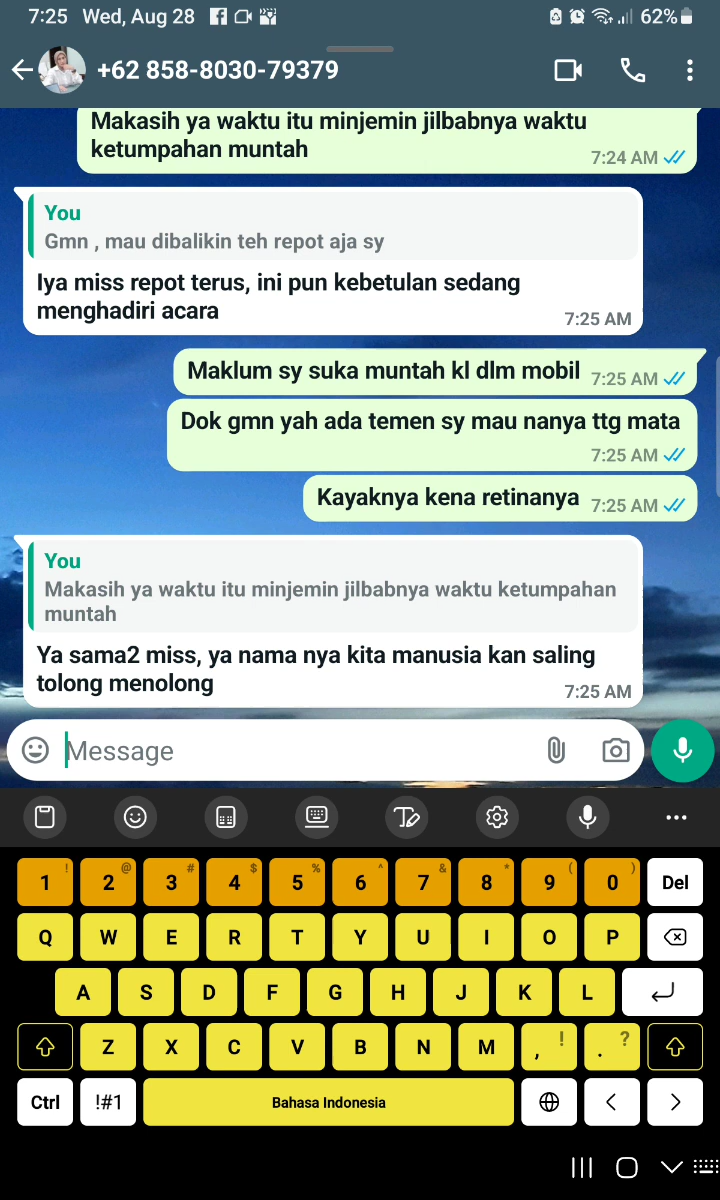 7:25 Wed, Aug 28
62%
+62 858-8030-79379
Makasih ya waktu itu minjemin jilbabnya waktu
ketumpahan muntah
7:24 AM
You
Gmn , mau dibalikin teh repot aja sy
Iya miss repot terus, ini pun kebetulan sedang
menghadiri acara
7:25 AM
Maklum sy suka muntah kl dlm mobil
7:25 AM
Dok gmn yah ada temen sy mau nanya ttg mata
7:25 AM
Kayaknya kena retinanya
7:25 AM
You
Makasih ya waktu itu minjemin jilbabnya waktu ketumpahan
muntah
Ya sama2 miss, ya nama nya kita manusia kan saling
tolong menolong
7:25 AM
Message
! @ # $ % ^ & * ( )
1 2 3 4 5 6 7 8 9 0 Del
Q W E R T Y U I O P
A S D F G H J K L
Z X C V B N M , ! . ?
Ctrl !#1 Bahasa Indonesia < >